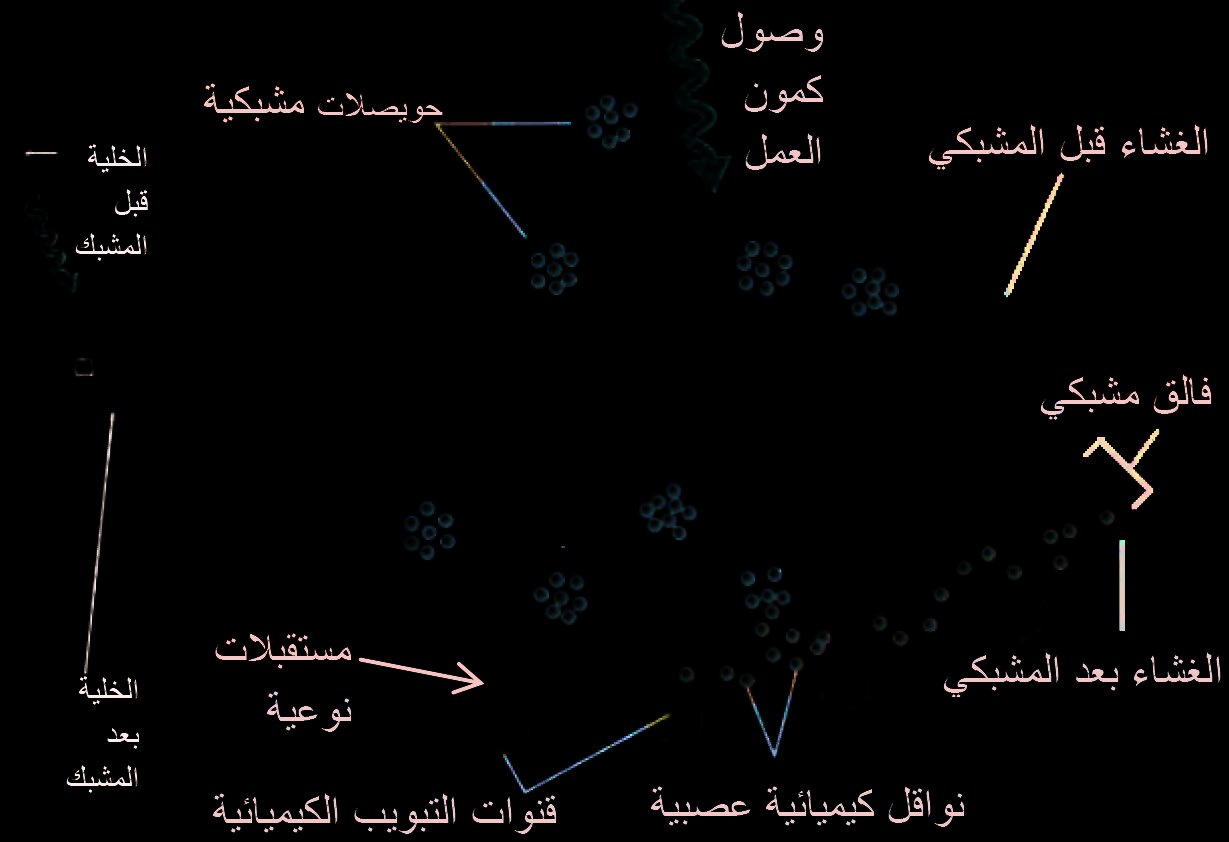 وصول
كمون
العمل
حويصلات مشبكية
الغشاء قبل المشبكي
الخلية
قبل
المشبك
فالق مشبكي
مستقبلات
نوعية
الغشاء بعد المشبكي
الخلية
بعد
المشبك
نواقل كيميائية عصبية
قنوات التبويب الكيميائية